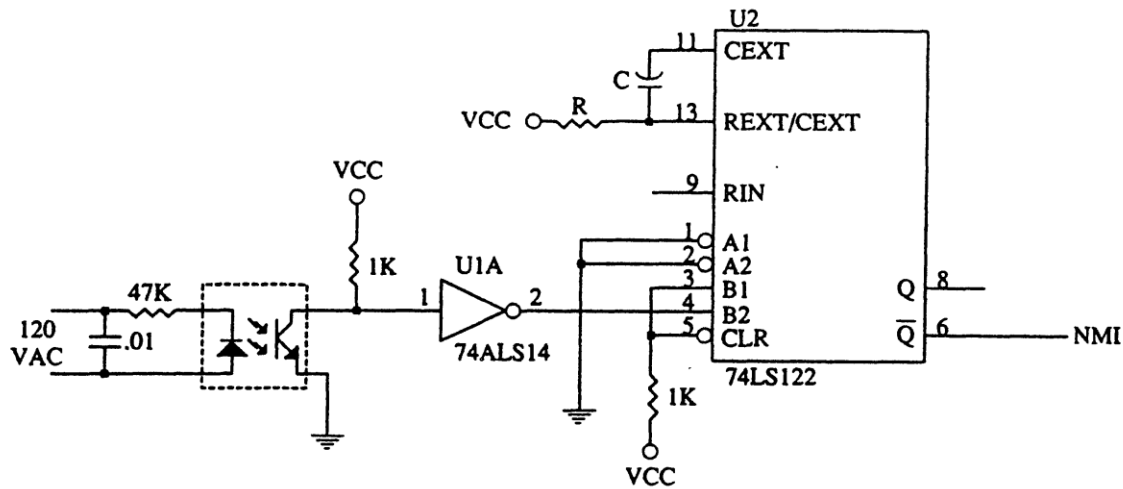 U2
11 CEXT
C
VCC R 13 REXT/CEXT
VCC
9 RIN
1K
1 A1
2 A2
U1A
3 B1
47K
1 2
4 B2
Q 8
120
VAC
.01
5 CLR
Q 6
NMI
74ALS14
74LS122
1K
VCC